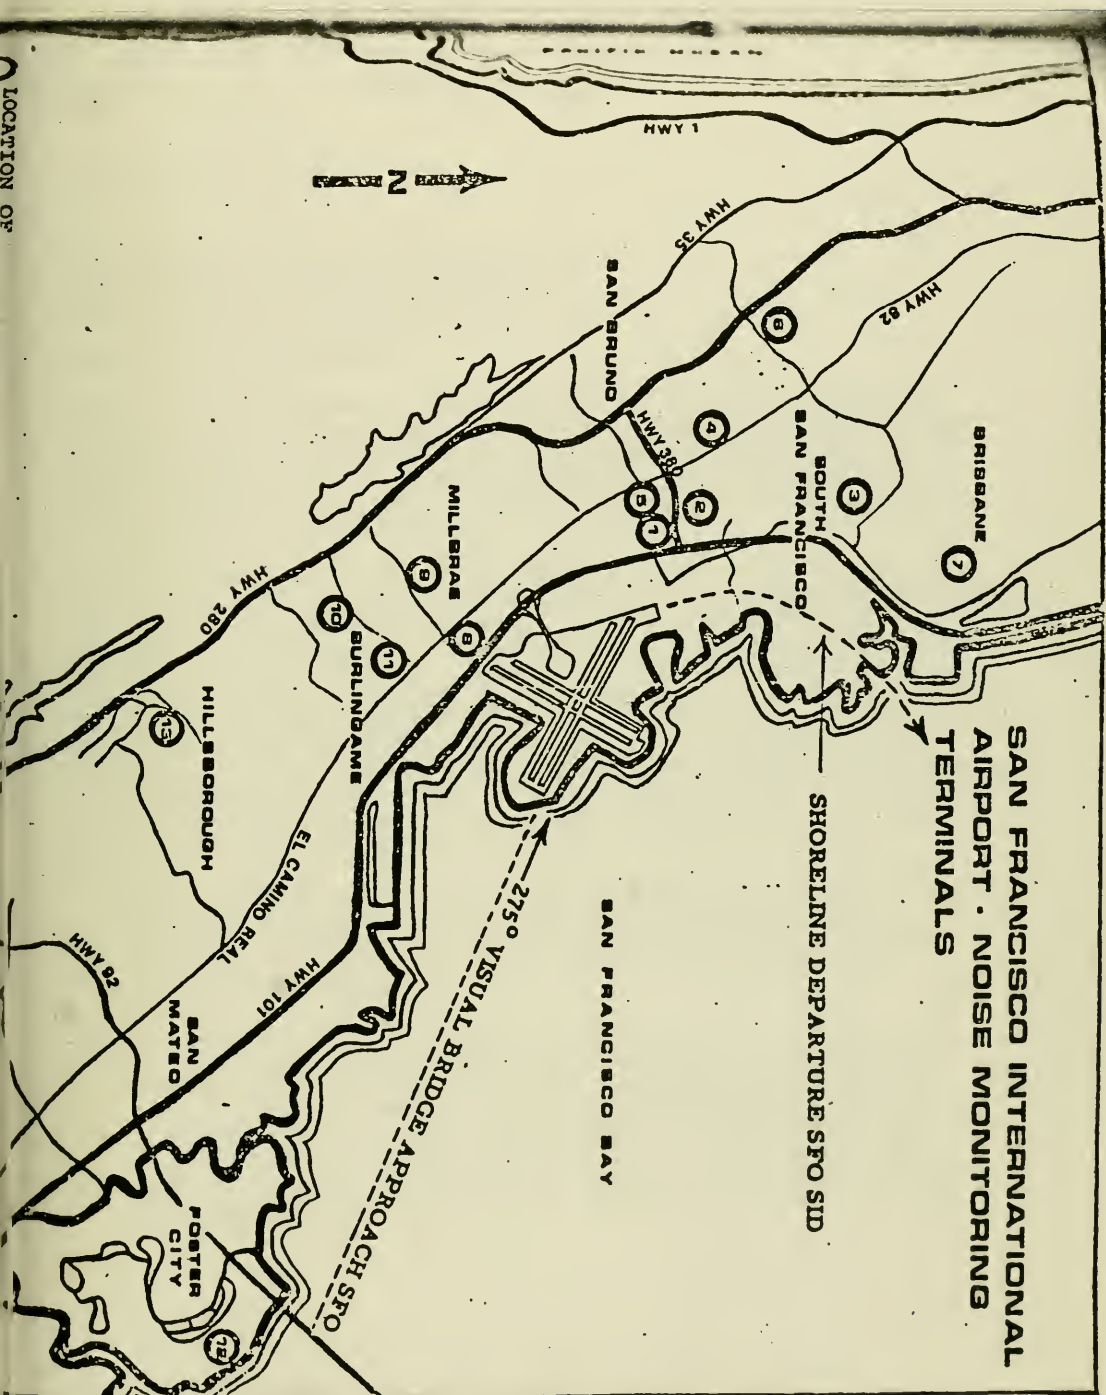 SAN FRANCISCO INTERNATIONAL
AIRPORT · NOISE MONITORING
TERMINALS
PACIFIC OCEAN
HWY 1
N
HWY 35
HWY 82
SAN BRUNO
6
4
HWY 380
SOUTH
SAN FRANCISCO
BRISBANE
3
2
5
1
7
SHORELINE DEPARTURE SFO SID
MILLBRAE
9
8
10
11
BURLINGAME
HWY 280
HILLSBOROUGH
13
EL CAMINO REAL
SAN FRANCISCO BAY
275° VISUAL BRIDGE APPROACH SFO
HWY 101
HWY 92
SAN
MATEO
FOSTER
CITY
12
LOCATION OF